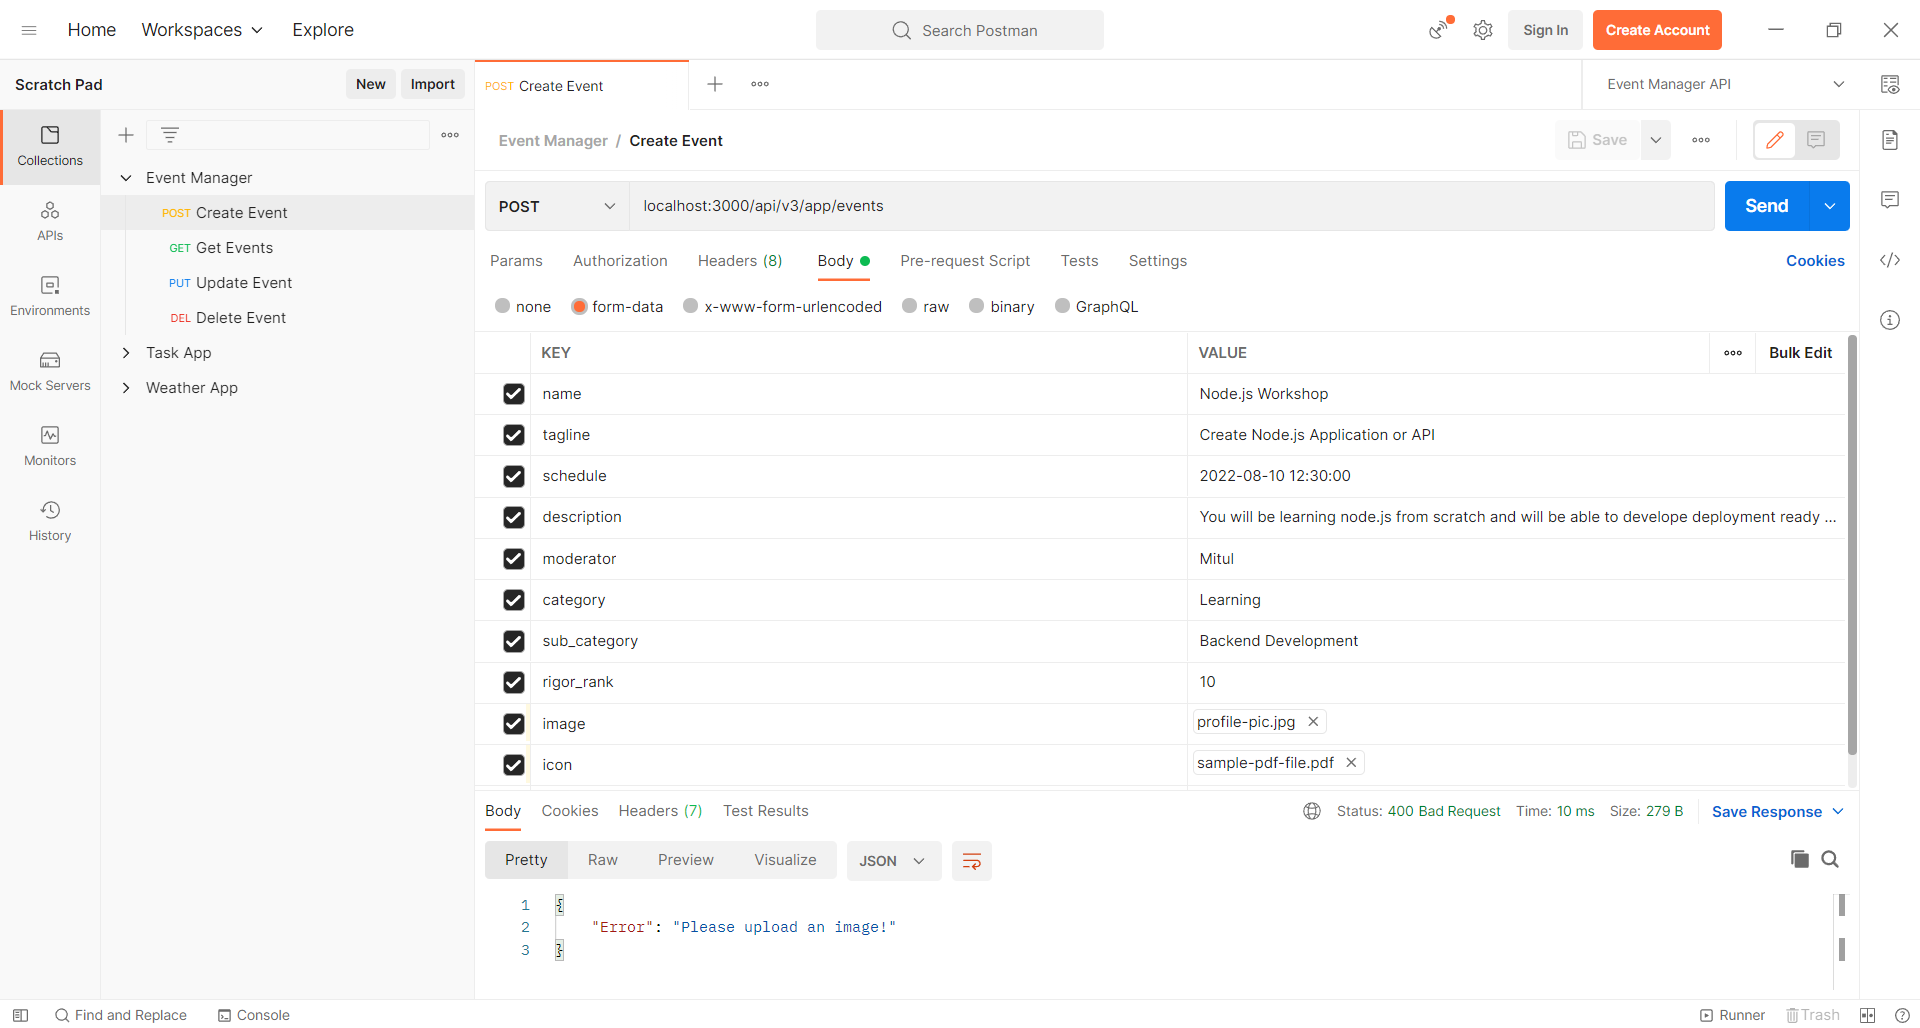 Home Workspaces Explore Search Postman Sign In Create Account
Scratch Pad New Import POST Create Event Event Manager API
Collections
APIs
Environments
Mock Servers
Monitors
History
Event Manager
POST Create Event
GET Get Events
PUT Update Event
DEL Delete Event
Task App
Weather App
Event Manager / Create Event Save
POST localhost:3000/api/v3/app/events Send
Params Authorization Headers (8) Body Pre-request Script Tests Settings Cookies
none form-data x-www-form-urlencoded raw binary GraphQL
KEY VALUE Bulk Edit
name Node.js Workshop
tagline Create Node.js Application or API
schedule 2022-08-10 12:30:00
description You will be learning node.js from scratch and will be able to develope deployment ready ...
moderator Mitul
category Learning
sub_category Backend Development
rigor_rank 10
image profile-pic.jpg
icon sample-pdf-file.pdf
Body Cookies Headers (7) Test Results Status: 400 Bad Request Time: 10 ms Size: 279 B Save Response
Pretty Raw Preview Visualize JSON
1 {
2 "Error": "Please upload an image!"
3 }
Find and Replace Console Runner Trash